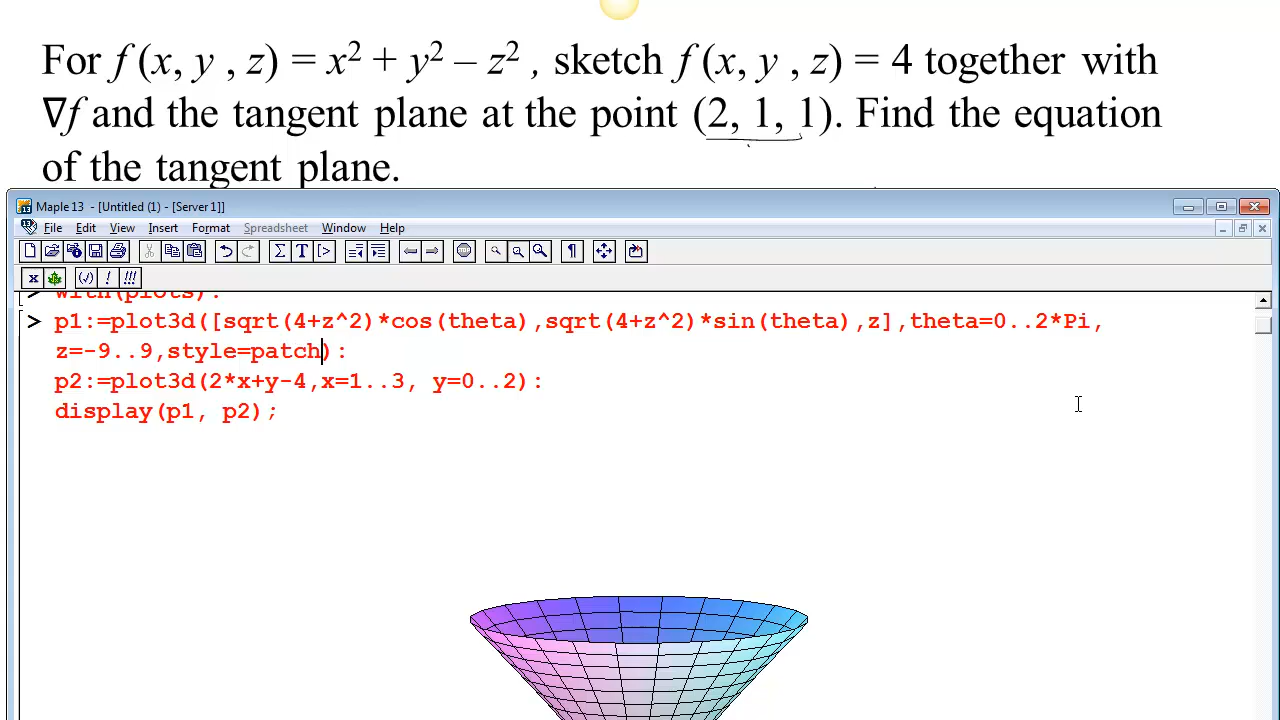 For f (x, y , z) = x² + y² – z² , sketch f (x, y , z) = 4 together with
∇f and the tangent plane at the point (2, 1, 1). Find the equation
of the tangent plane.
Maple 13 - [Untitled (1) - [Server 1]]
File Edit View Insert Format Spreadsheet Window Help
> with(plots):
> p1:=plot3d([sqrt(4+z^2)*cos(theta),sqrt(4+z^2)*sin(theta),z],theta=0..2*Pi,
z=-9..9,style=patch):
p2:=plot3d(2*x+y-4,x=1..3, y=0..2):
display(p1, p2);